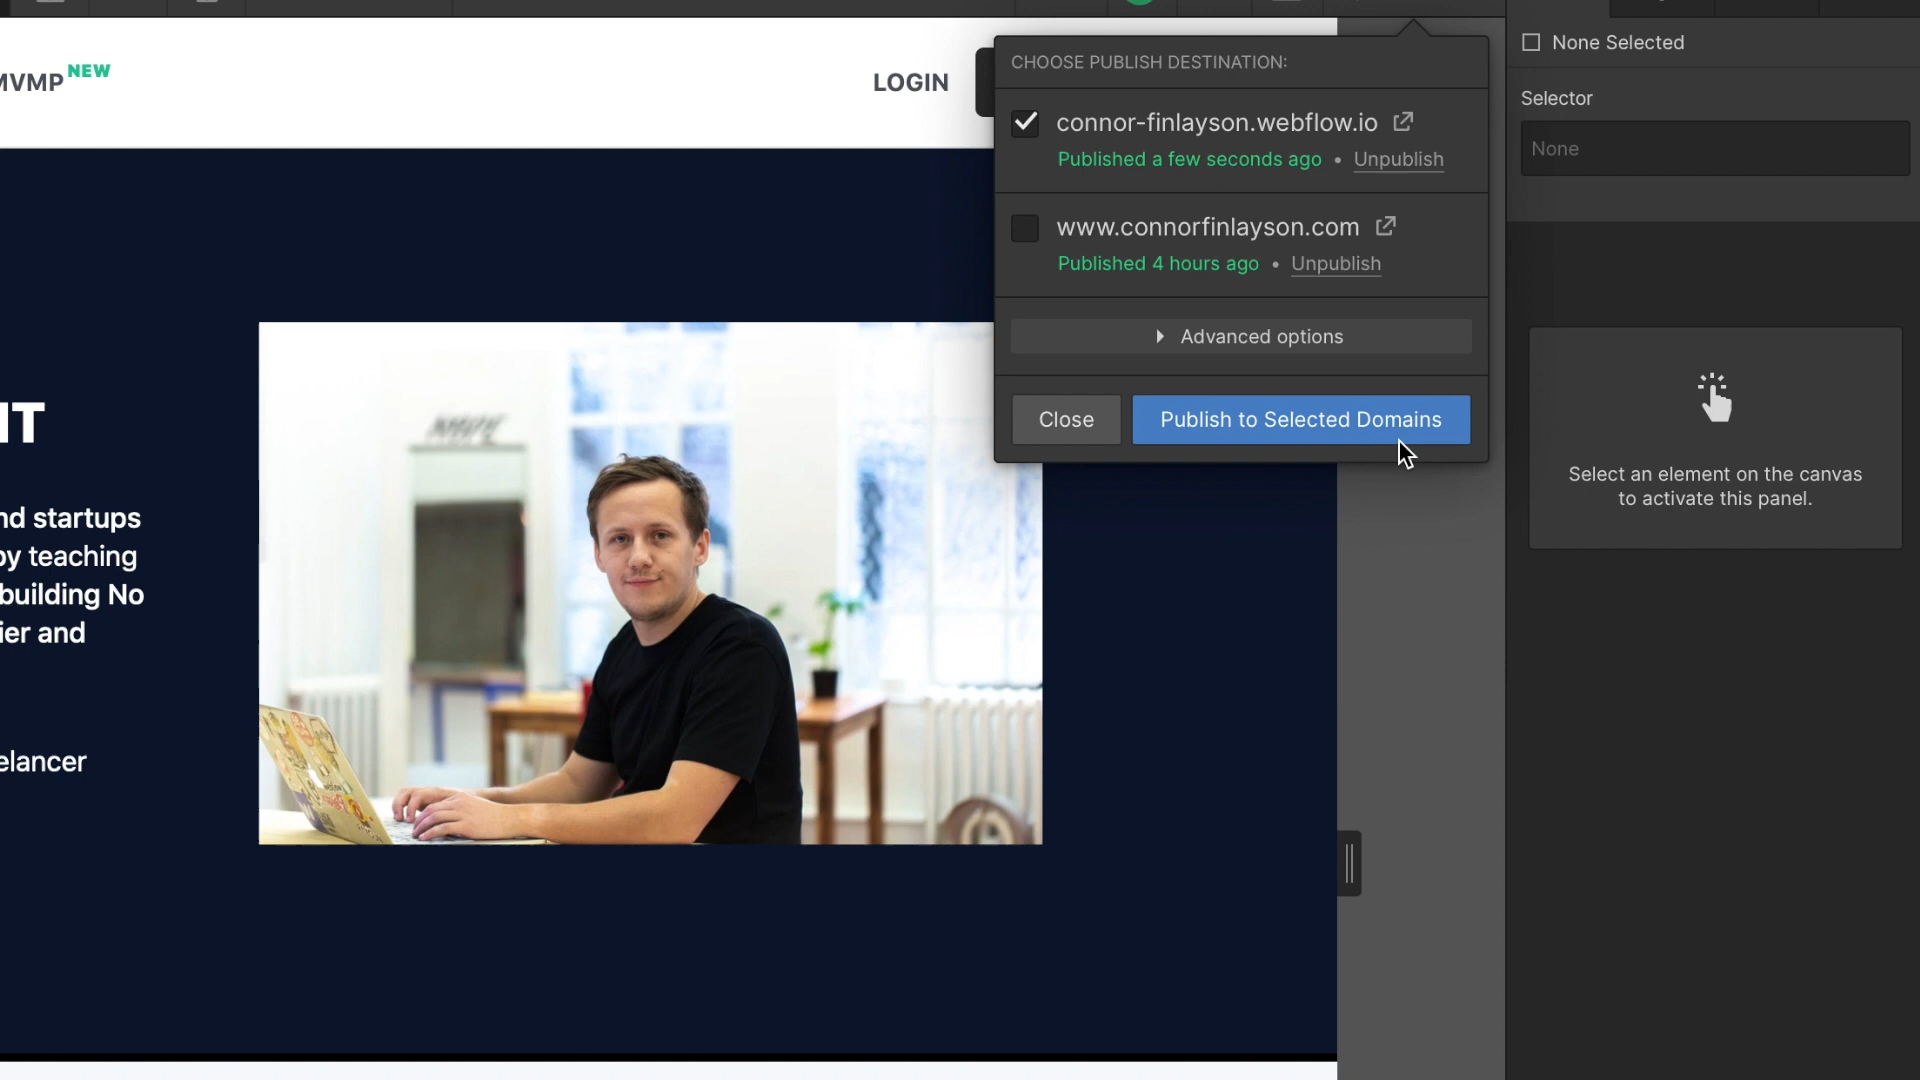 MVMP NEW
LOGIN
CHOOSE PUBLISH DESTINATION:
connor-finlayson.webflow.io
Published a few seconds ago • Unpublish
www.connorfinlayson.com
Published 4 hours ago • Unpublish
Advanced options
Close
Publish to Selected Domains
None Selected
Selector
None
Select an element on the canvas
to activate this panel.
IT
nd startups
by teaching
building No
ier and
elancer